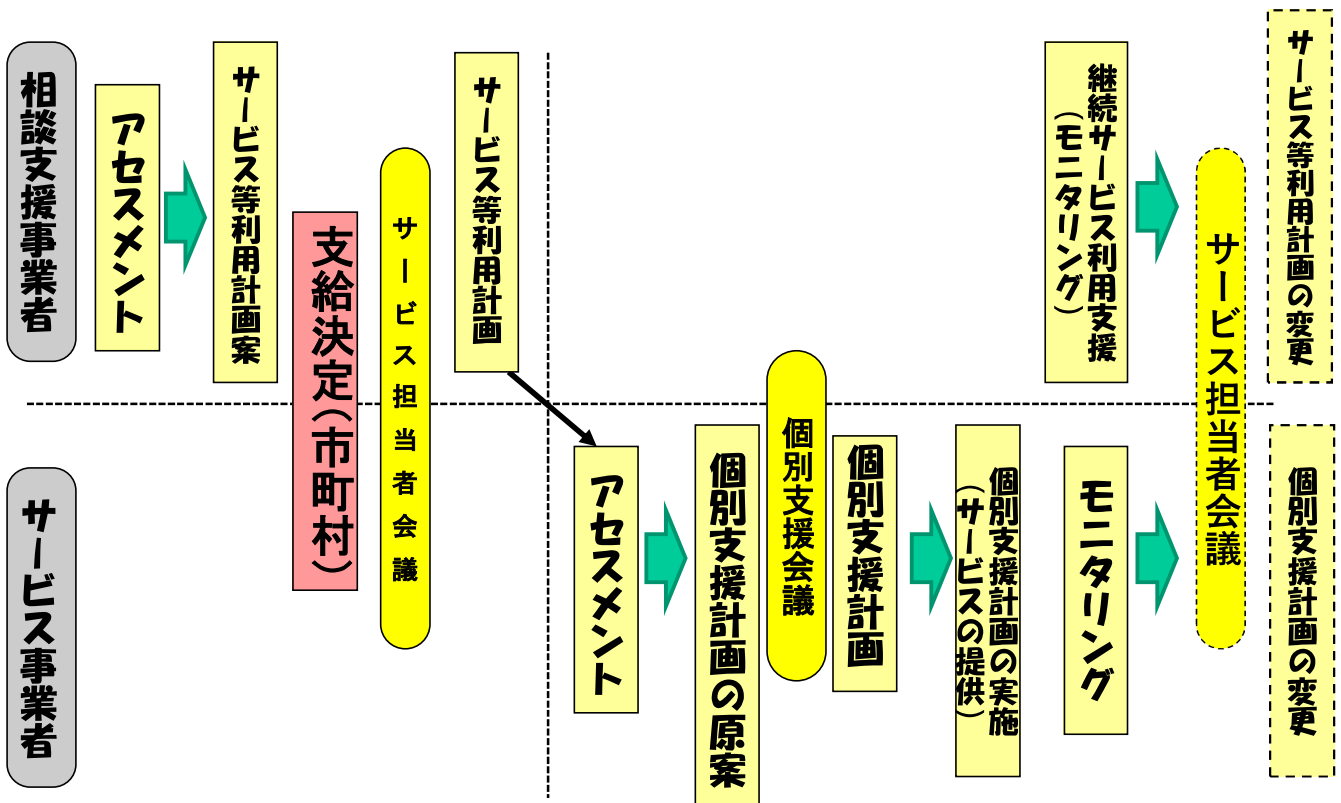 相談支援事業者
アセスメント
サービス等利用計画案
支給決定(市町村)
サービス担当者会議
サービス等利用計画
継続サービス利用支援
(モニタリング)
サービス担当者会議
サービス等利用計画の変更
サービス事業者
アセスメント
個別支援計画の原案
個別支援会議
個別支援計画
個別支援計画の実施
(サービスの提供)
モニタリング
個別支援計画の変更